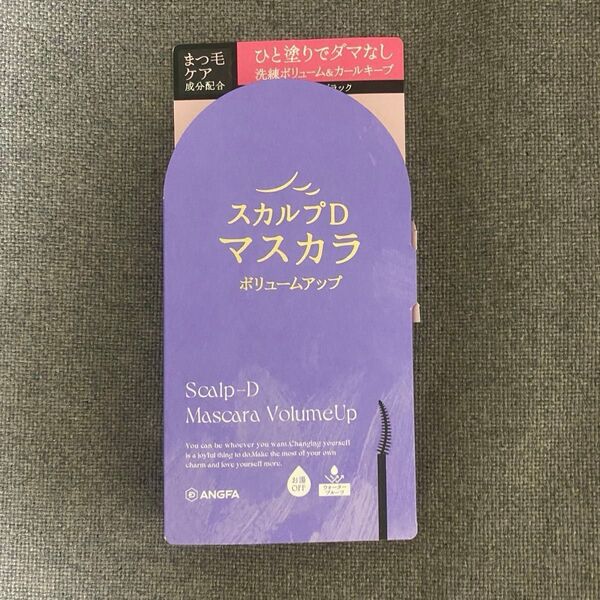 まつ毛
ケア
成分配合
ひと塗りでダマなし
洗練ボリューム&カールキープ
ブラック
スカルプD
マスカラ
ボリュームアップ
Scalp-D
Mascara VolumeUp
You can be whoever you want.Changing yourself
is a joyful thing to do.Make the most of your own
charm and love yourself more.
お湯
OFF
ウォーター
プルーフ
ANGFA